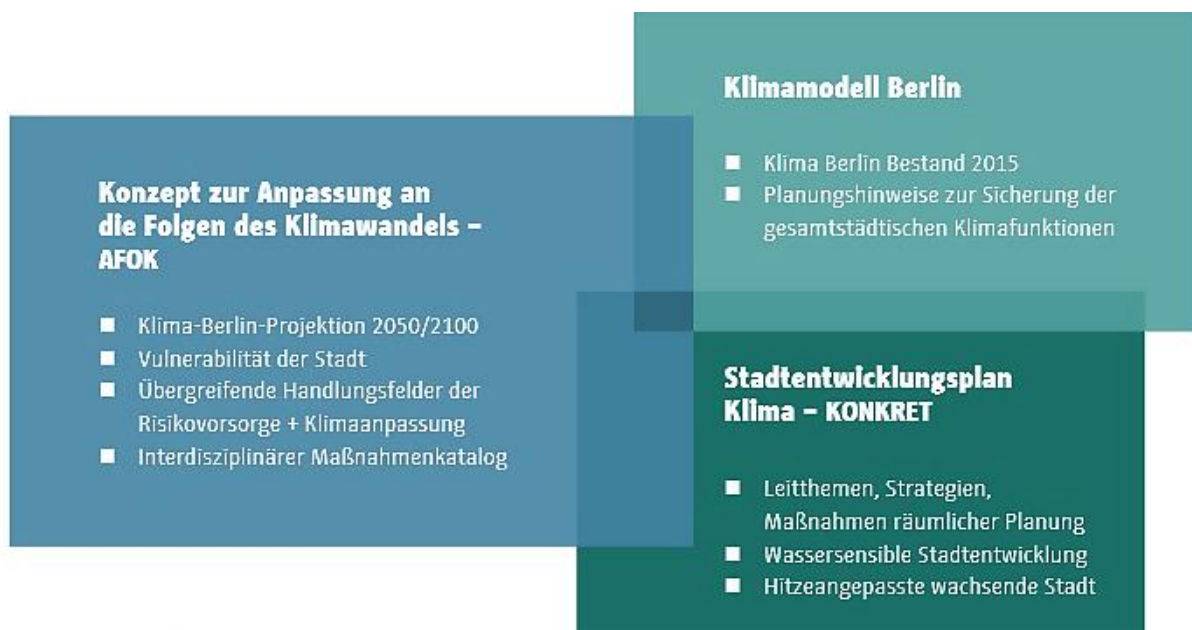 Klimamodell Berlin
Klima Berlin Bestand 2015
Planungshinweise zur Sicherung der
gesamtstädtischen Klimafunktionen
Konzept zur Anpassung an
die Folgen des Klimawandels –
AFOK
Klima-Berlin-Projektion 2050/2100
Vulnerabilität der Stadt
Übergreifende Handlungsfelder der
Risikovorsorge + Klimaanpassung
Interdisziplinärer Maßnahmenkatalog
Stadtentwicklungsplan
Klima – KONKRET
Leitthemen, Strategien,
Maßnahmen räumlicher Planung
Wassersensible Stadtentwicklung
Hitzeangepasste wachsende Stadt